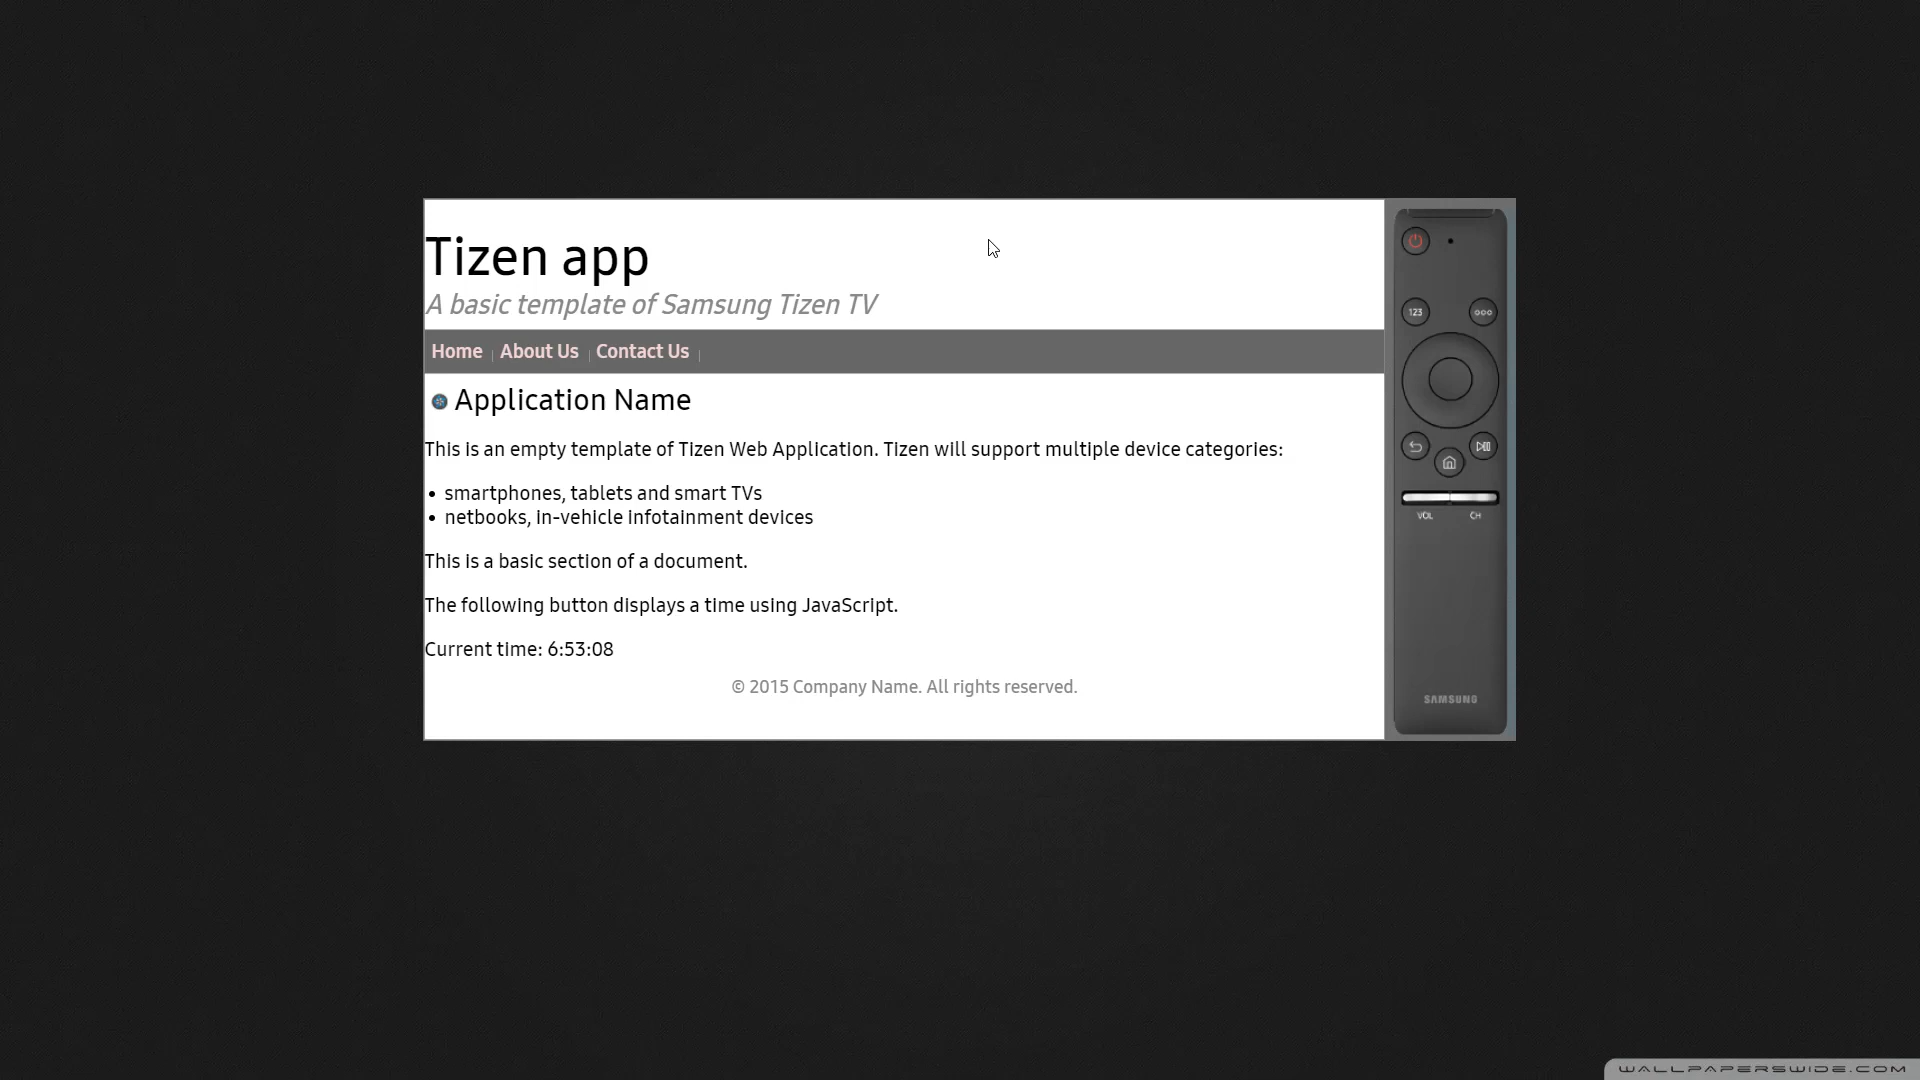 Tizen app
A basic template of Samsung Tizen TV
Home | About Us | Contact Us |
Application Name
This is an empty template of Tizen Web Application. Tizen will support multiple device categories:
• smartphones, tablets and smart TVs
• netbooks, in-vehicle infotainment devices
This is a basic section of a document.
The following button displays a time using JavaScript.
Current time: 6:53:08
© 2015 Company Name. All rights reserved.
123
VOL CH
SAMSUNG
WALLPAPERSWIDE.COM